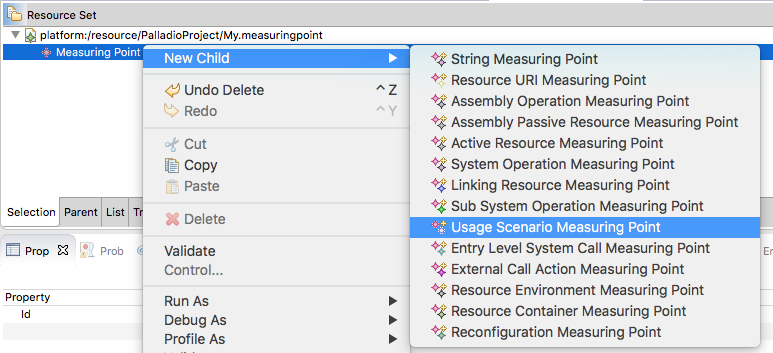 Resource Set
platform:/resource/PalladioProject/My.measuringpoint
Measuring Point
New Child
Undo Delete ^ Z
Redo ^ Y
Cut
Copy
Paste
Delete
Validate
Control...
Run As
Debug As
Profile As
String Measuring Point
Resource URI Measuring Point
Assembly Operation Measuring Point
Assembly Passive Resource Measuring Point
Active Resource Measuring Point
System Operation Measuring Point
Linking Resource Measuring Point
Sub System Operation Measuring Point
Usage Scenario Measuring Point
Entry Level System Call Measuring Point
External Call Action Measuring Point
Resource Environment Measuring Point
Resource Container Measuring Point
Reconfiguration Measuring Point
Selection Parent List Tr
Prop Prob
Property
Id